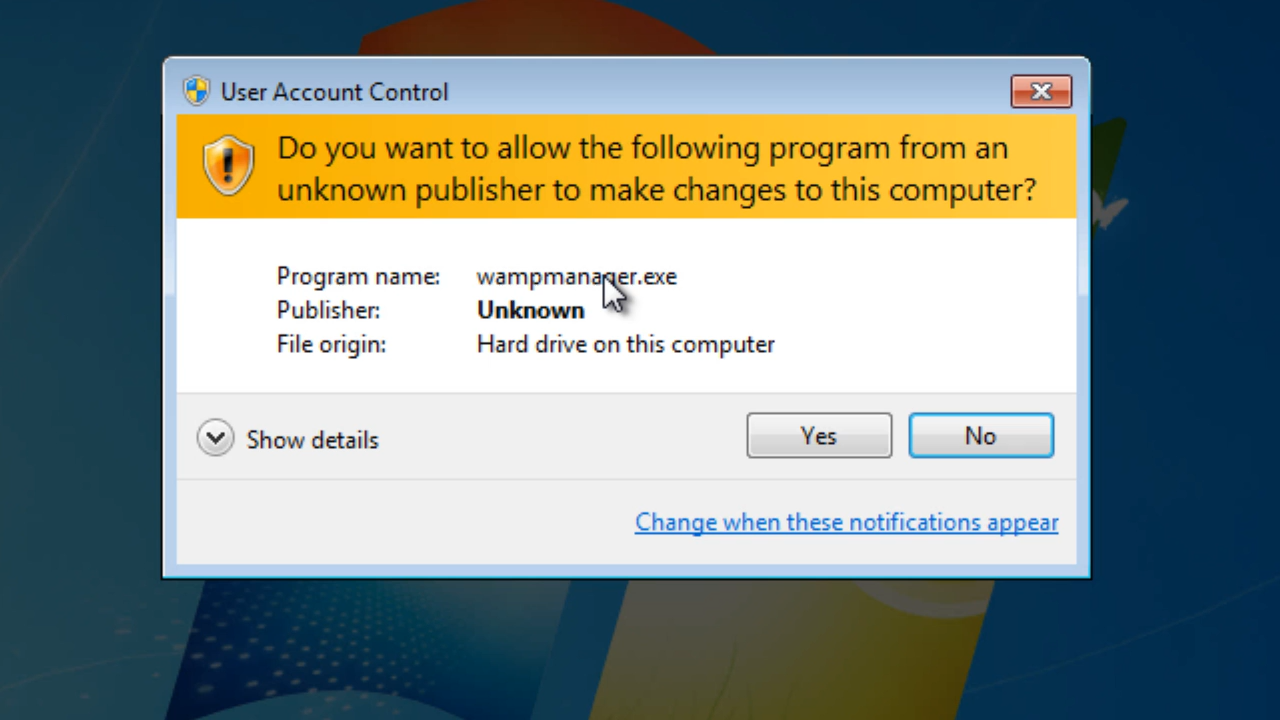 User Account Control
Do you want to allow the following program from an
unknown publisher to make changes to this computer?
Program name: wampmanager.exe
Publisher: Unknown
File origin: Hard drive on this computer
Show details
Yes
No
Change when these notifications appear